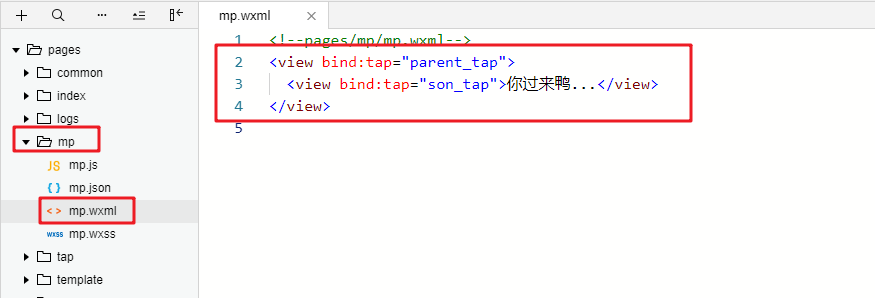 mp.wxml
pages
common
index
logs
mp
JS mp.js
{ } mp.json
< > mp.wxml
wxss mp.wxss
tap
template
1 <!--pages/mp/mp.wxml-->
2 <view bind:tap="parent_tap">
3 <view bind:tap="son_tap">你过来鸭...</view>
4 </view>
5